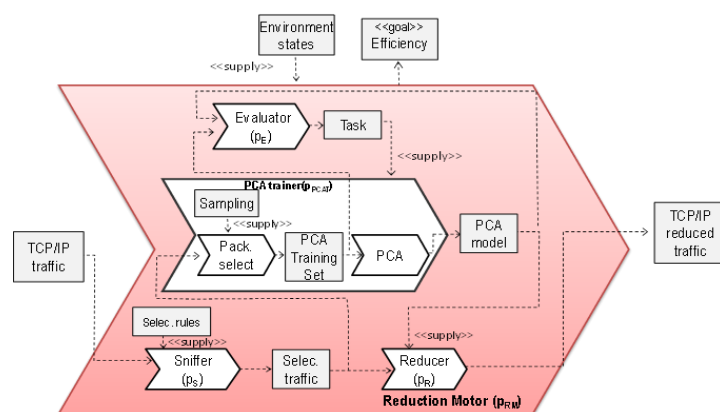 Environment
states
<<goal>>
Efficiency
<<supply>>
Evaluator
(pE)
Task
<<supply>>
PCA trainer(pPCAT)
Sampling
<<supply>>
Pack.
select
PCA
Training
Set
PCA
PCA
model
TCP/IP
traffic
TCP/IP
reduced
traffic
Selec. rules
<<supply>>
Sniffer
(pS)
Selec.
traffic
<<supply>>
Reducer
(pR)
Reduction Motor (pRM)